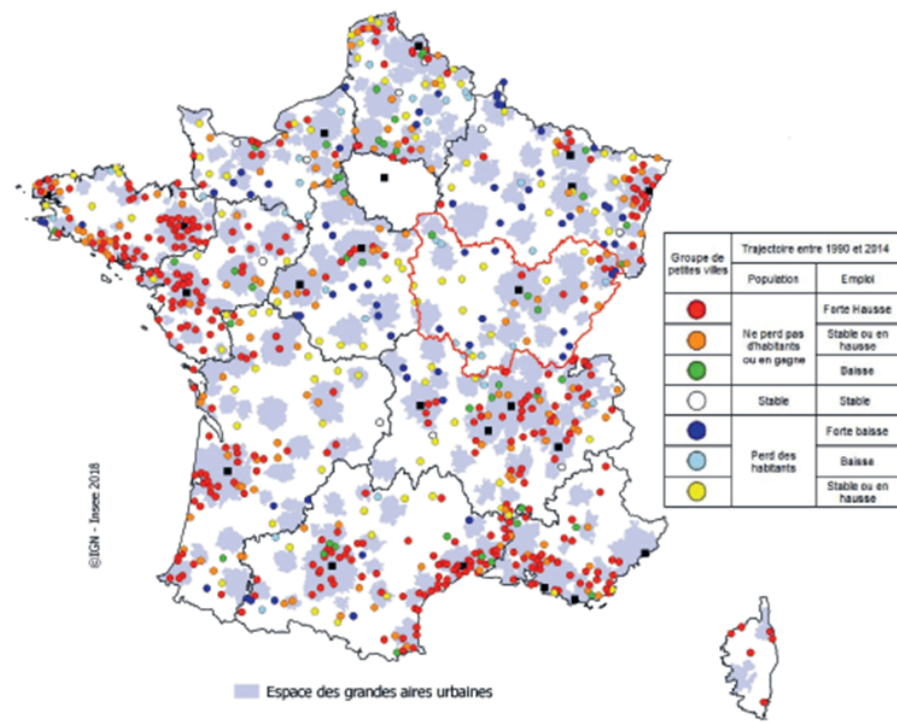 Groupe de
petites villes
Trajectoire entre 1990 et 2014
Population
Emploi
Ne perd pas
d'habitants
ou en gagne
Forte Hausse
Stable ou en
hausse
Baisse
Stable
Stable
Perd des
habitants
Forte baisse
Baisse
Stable ou en
hausse
©IGN - Insee 2018
Espace des grandes aires urbaines